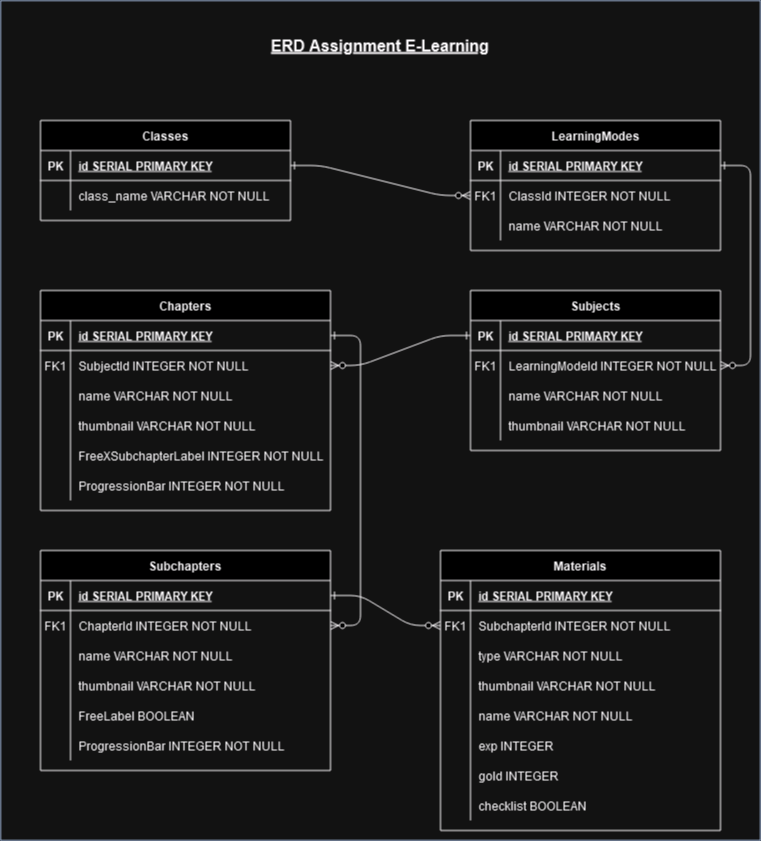 ERD Assignment E-Learning
Classes
PK id SERIAL PRIMARY KEY
class_name VARCHAR NOT NULL
LearningModes
PK id SERIAL PRIMARY KEY
FK1 ClassId INTEGER NOT NULL
name VARCHAR NOT NULL
Chapters
PK id SERIAL PRIMARY KEY
FK1 SubjectId INTEGER NOT NULL
name VARCHAR NOT NULL
thumbnail VARCHAR NOT NULL
FreeXSubchapterLabel INTEGER NOT NULL
ProgressionBar INTEGER NOT NULL
Subjects
PK id SERIAL PRIMARY KEY
FK1 LearningModeId INTEGER NOT NULL
name VARCHAR NOT NULL
thumbnail VARCHAR NOT NULL
Subchapters
PK id SERIAL PRIMARY KEY
FK1 ChapterId INTEGER NOT NULL
name VARCHAR NOT NULL
thumbnail VARCHAR NOT NULL
FreeLabel BOOLEAN
ProgressionBar INTEGER NOT NULL
Materials
PK id SERIAL PRIMARY KEY
FK1 SubchapterId INTEGER NOT NULL
type VARCHAR NOT NULL
thumbnail VARCHAR NOT NULL
name VARCHAR NOT NULL
exp INTEGER
gold INTEGER
checklist BOOLEAN